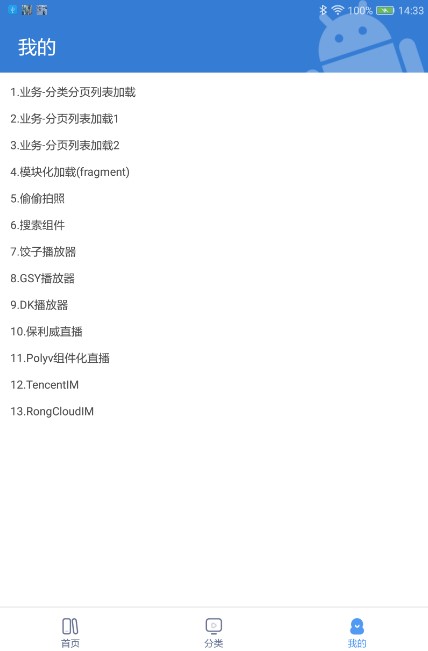 100% 14:33
我的
1.业务-分类分页列表加载
2.业务-分页列表加载1
3.业务-分页列表加载2
4.模块化加载(fragment)
5.偷偷拍照
6.搜索组件
7.饺子播放器
8.GSY播放器
9.DK播放器
10.保利威直播
11.Polyv组件化直播
12.TencentIM
13.RongCloudIM
首页 分类 我的